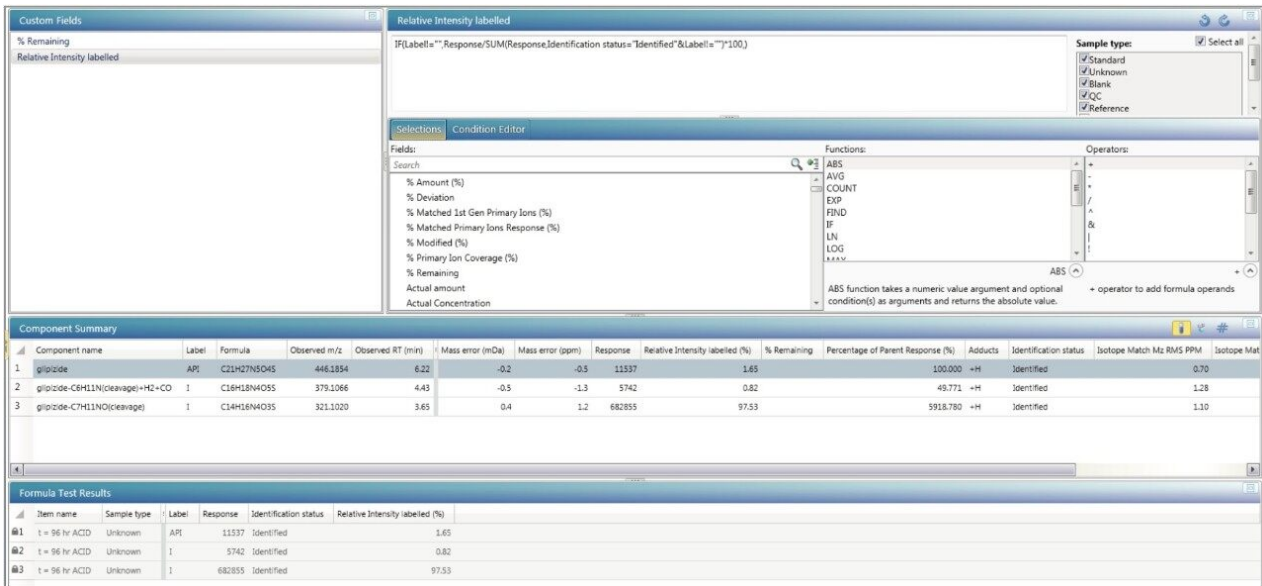 Custom Fields
% Remaining
Relative Intensity labelled
Relative Intensity labelled
IF(Label!="",Response/SUM(Response,Identification status="Identified"&Label!="")*100,)
Sample type:
Select all
Standard
Unknown
Blank
QC
Reference
Selections Condition Editor
Fields:
Search
% Amount (%)
% Deviation
% Matched 1st Gen Primary Ions (%)
% Matched Primary Ions Response (%)
% Modified (%)
% Primary Ion Coverage (%)
% Remaining
Actual amount
Actual Concentration
Functions:
ABS
AVG
COUNT
EXP
FIND
IF
LN
LOG
MAX
ABS
ABS function takes a numeric value argument and optional
condition(s) as arguments and returns the absolute value.
Operators:
+
-
*
/
^
&
|
!
+
+ operator to add formula operands
Component Summary
Component name Label Formula Observed m/z Observed RT (min) Mass error (mDa) Mass error (ppm) Response Relative Intensity labelled (%) % Remaining Percentage of Parent Response (%) Adducts Identification status Isotope Match Mz RMS PPM Isotope Mat
1 glipizide API C21H27N5O4S 446.1854 6.22 -0.2 -0.5 11537 1.65 100.000 +H Identified 0.70
2 glipizide-C6H11N(cleavage)+H2+CO I C16H18N4O5S 379.1066 4.43 -0.5 -1.3 5742 0.82 49.771 +H Identified 1.28
3 glipizide-C7H11NO(cleavage) I C14H16N4O3S 321.1020 3.65 0.4 1.2 682855 97.53 5918.780 +H Identified 1.10
Formula Test Results
Item name Sample type Label Response Identification status Relative Intensity labelled (%)
1 t = 96 hr ACID Unknown API 11537 Identified 1.65
2 t = 96 hr ACID Unknown I 5742 Identified 0.82
3 t = 96 hr ACID Unknown I 682855 Identified 97.53